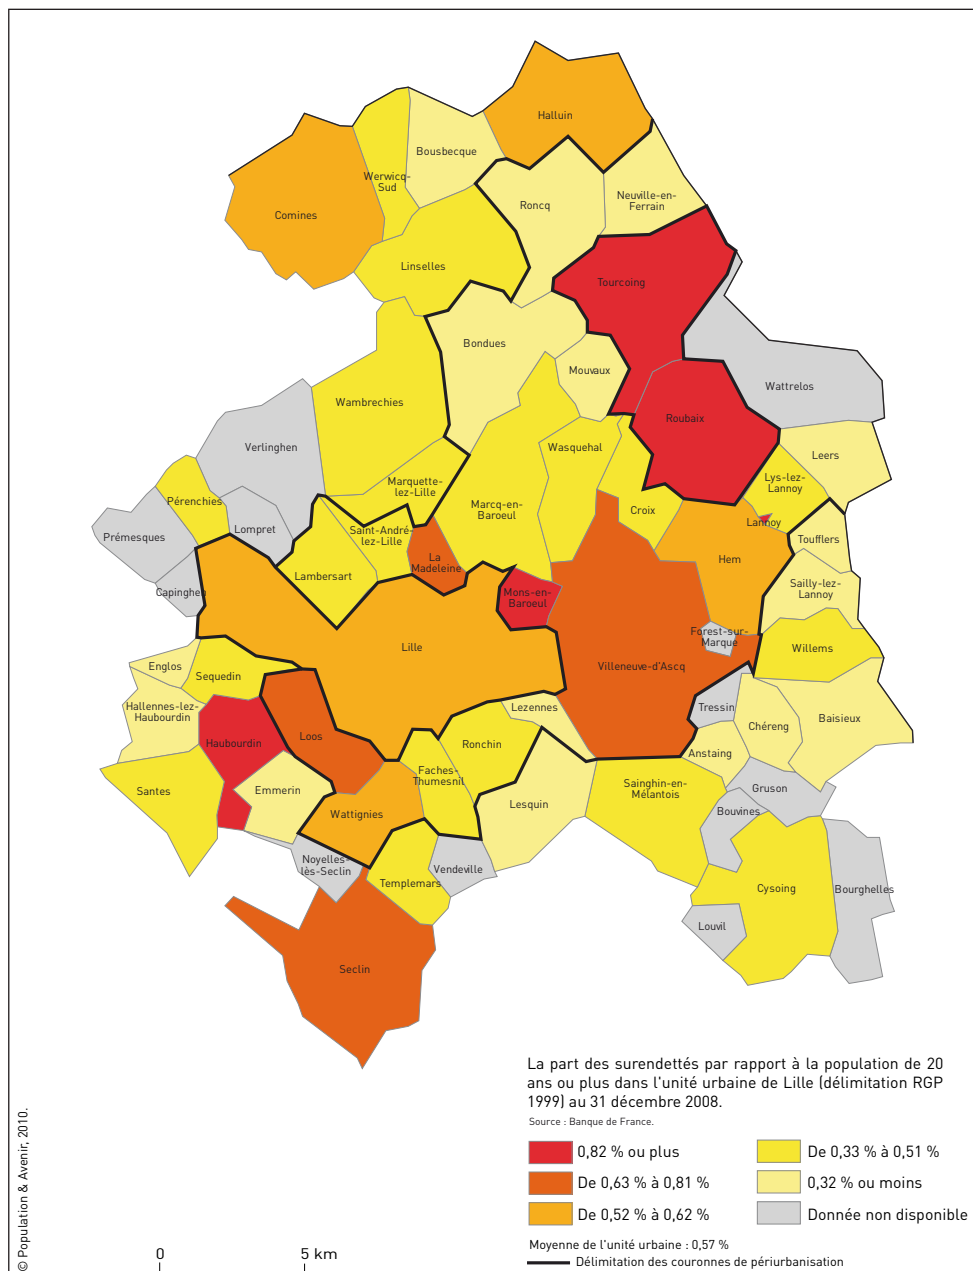 Halluin
Bousbecque
Werwicq-
Sud
Comines
Neuville-en-
Ferrain
Roncq
Linselles
Tourcoing
Bondues
Mouvaux
Wattrelos
Wambrechies
Roubaix
Verlinghen
Wasquehal
Leers
Marquette-
lez-Lille
Lys-lez-
Lannoy
Pérenchies
Marcq-en-
Baroeul
Croix
Lannoy
Prémesques
Lompret
Saint-André-
lez-Lille
Toufflers
La
Madeleine
Hem
Lambersart
Capinghem
Mons-en-
Baroeul
Sailly-lez-
Lannoy
Forest-sur-
Marque
Lille
Willems
Englos
Sequedin
Villeneuve-d'Ascq
Hallennes-lez-
Haubourdin
Lezennes
Tressin
Baisieux
Chéreng
Loos
Haubourdin
Ronchin
Anstaing
Faches-
Thumesnil
Sainghin-en-
Mélantois
Gruson
Santes
Emmerin
Lesquin
Bouvines
Wattignies
Noyelles-
lès-Seclin
Vendeville
Templemars
Cysoing
Bourghelles
Louvil
Seclin
La part des surendettés par rapport à la population de 20
ans ou plus dans l'unité urbaine de Lille (délimitation RGP
1999) au 31 décembre 2008.
Source : Banque de France.
0,82 % ou plus
De 0,63 % à 0,81 %
De 0,52 % à 0,62 %
De 0,33 % à 0,51 %
0,32 % ou moins
Donnée non disponible
Moyenne de l'unité urbaine : 0,57 %
Délimitation des couronnes de périurbanisation
0 5 km
© Population & Avenir, 2010.